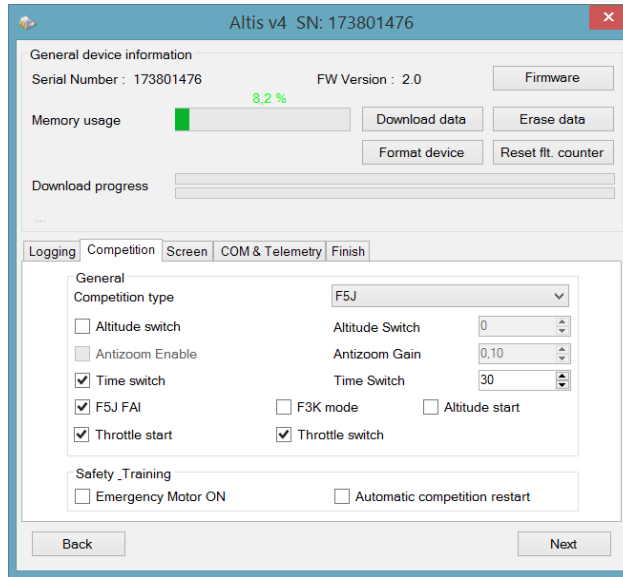 Altis v4 SN: 173801476
General device information
Serial Number : 173801476 FW Version : 2.0 Firmware
8,2 %
Memory usage Download data Erase data
Format device Reset flt. counter
Download progress
...
Logging Competition Screen COM & Telemetry Finish
General
Competition type F5J
Altitude switch Altitude Switch 0
Antizoom Enable Antizoom Gain 0,10
Time switch Time Switch 30
F5J FAI F3K mode Altitude start
Throttle start Throttle switch
Safety _Training
Emergency Motor ON Automatic competition restart
Back Next